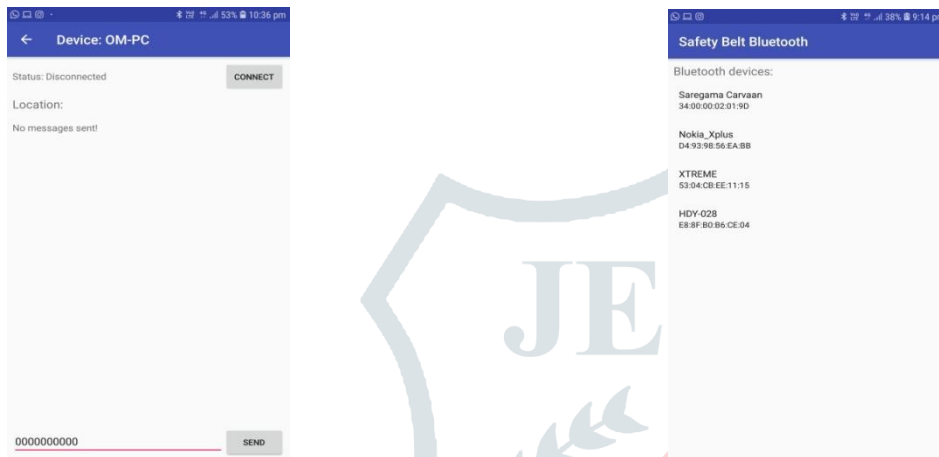 53% 10:36 pm
Device: OM-PC
Status: Disconnected
CONNECT
Location:
No messages sent!
0000000000
SEND
JE
38% 9:14 pm
Safety Belt Bluetooth
Bluetooth devices:
Saregama Carvaan
34:00:00:02:01:9D
Nokia_Xplus
D4:93:98:56:EA:BB
XTREME
53:04:CB:EE:11:15
HDY-028
E8:8F:B0:B6:CE:04